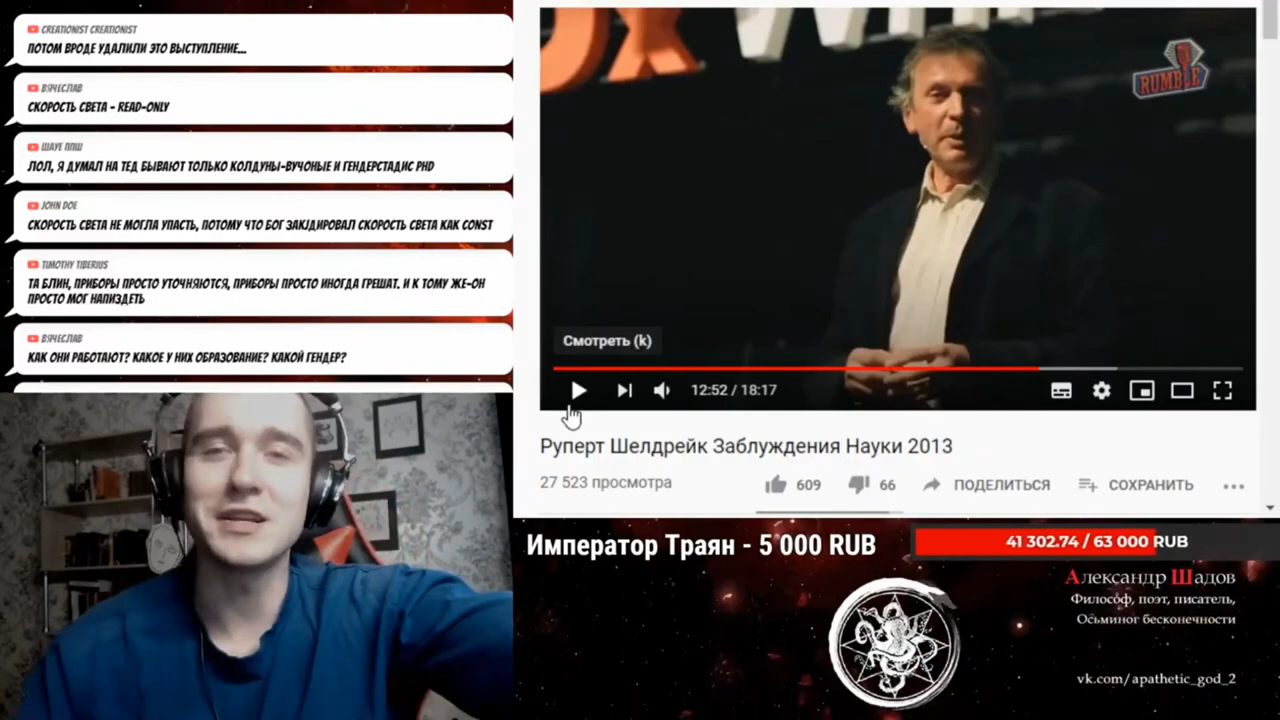 CREATIONIST CREATIONIST
ПОТОМ ВРОДЕ УДАЛИЛИ ЭТО ВЫСТУПЛЕНИЕ...
ВЯЧЕСЛАВ
СКОРОСТЬ СВЕТА - READ-ONLY
ШАУЕ ППШ
ЛОЛ, Я ДУМАЛ НА ТЕД БЫВАЮТ ТОЛЬКО КОЛДУНЫ-ВУЧОНЫЕ И ГЕНДЕРСТАДИС PHD
JOHN DOE
СКОРОСТЬ СВЕТА НЕ МОГЛА УПАСТЬ, ПОТОМУ ЧТО БОГ ЗАКJДИРОВАЛ СКОРОСТЬ СВЕТА КАК CONST
TIMOTHY TIBERIUS
ТА БЛИН, ПРИБОРЫ ПРОСТО УТОЧНЯЮТСЯ, ПРИБОРЫ ПРОСТО ИНОГДА ГРЕШАТ. И К ТОМУ ЖЕ-ОН
ПРОСТО МОГ НАПИЗДЕТЬ
ВЯЧЕСЛАВ
КАК ОНИ РАБОТАЮТ? КАКОЕ У НИХ ОБРАЗОВАНИЕ? КАКОЙ ГЕНДЕР?
RUMBLE
Смотреть (k)
12:52 / 18:17
Руперт Шелдрейк Заблуждения Науки 2013
27 523 просмотра
609
66
ПОДЕЛИТЬСЯ
СОХРАНИТЬ
Император Траян - 5 000 RUB
41 302.74 / 63 000 RUB
Александр Шадов
Философ, поэт, писатель,
Осьминог бесконечности
vk.com/apathetic_god_2